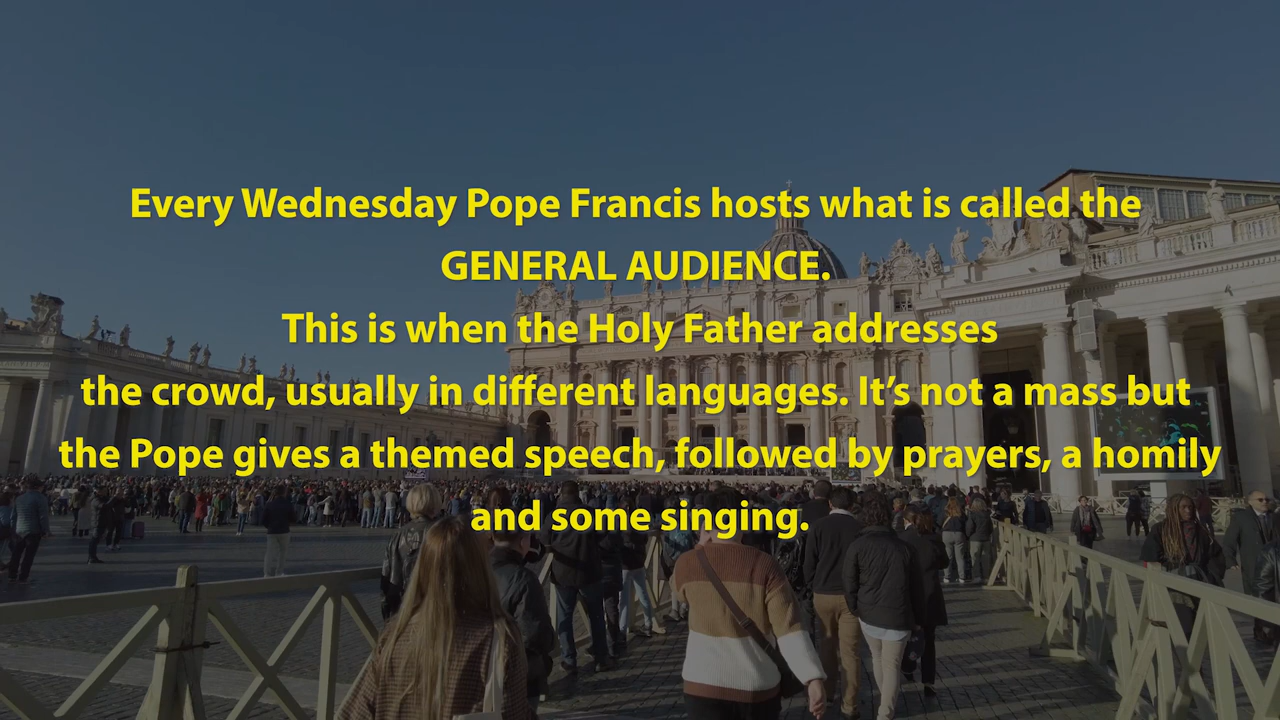 Every Wednesday Pope Francis hosts what is called the
GENERAL AUDIENCE.
This is when the Holy Father addresses
the crowd, usually in different languages. It’s not a mass but
the Pope gives a themed speech, followed by prayers, a homily
and some singing.